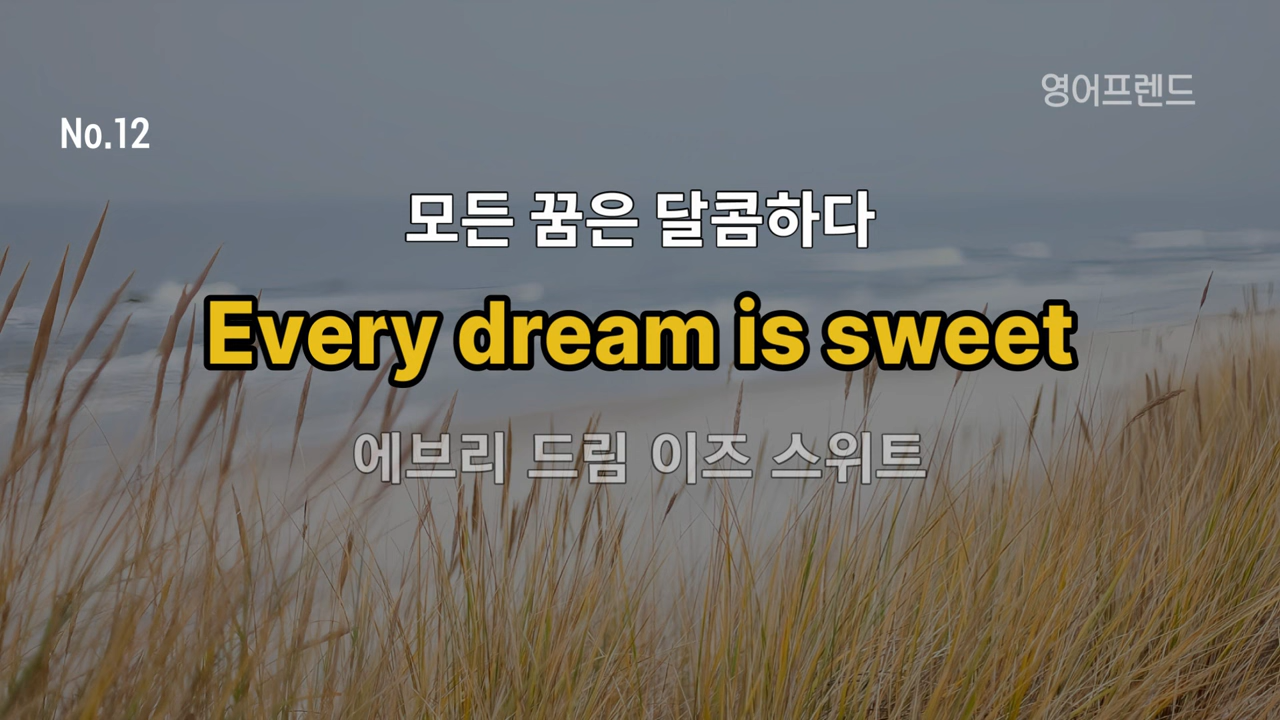 영어프렌드
No.12
모든 꿈은 달콤하다
Every dream is sweet
에브리 드림 이즈 스위트